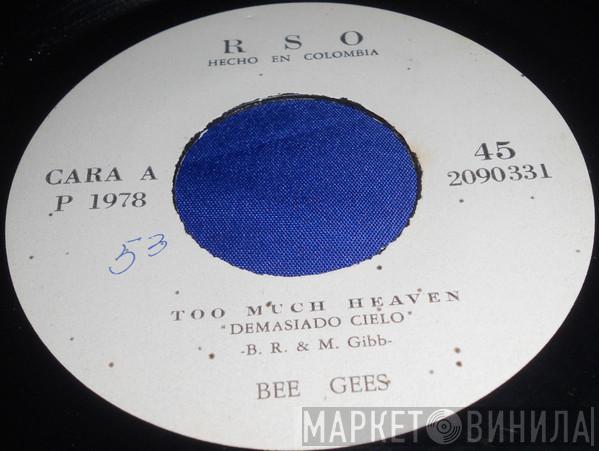 R S O
HECHO EN COLOMBIA
CARA A
P 1978
45
2090331
53
TOO MUCH HEAVEN
"DEMASIADO CIELO"
-B. R. & M. Gibb-
BEE GEES
МАРКЕТ ВИНИЛА